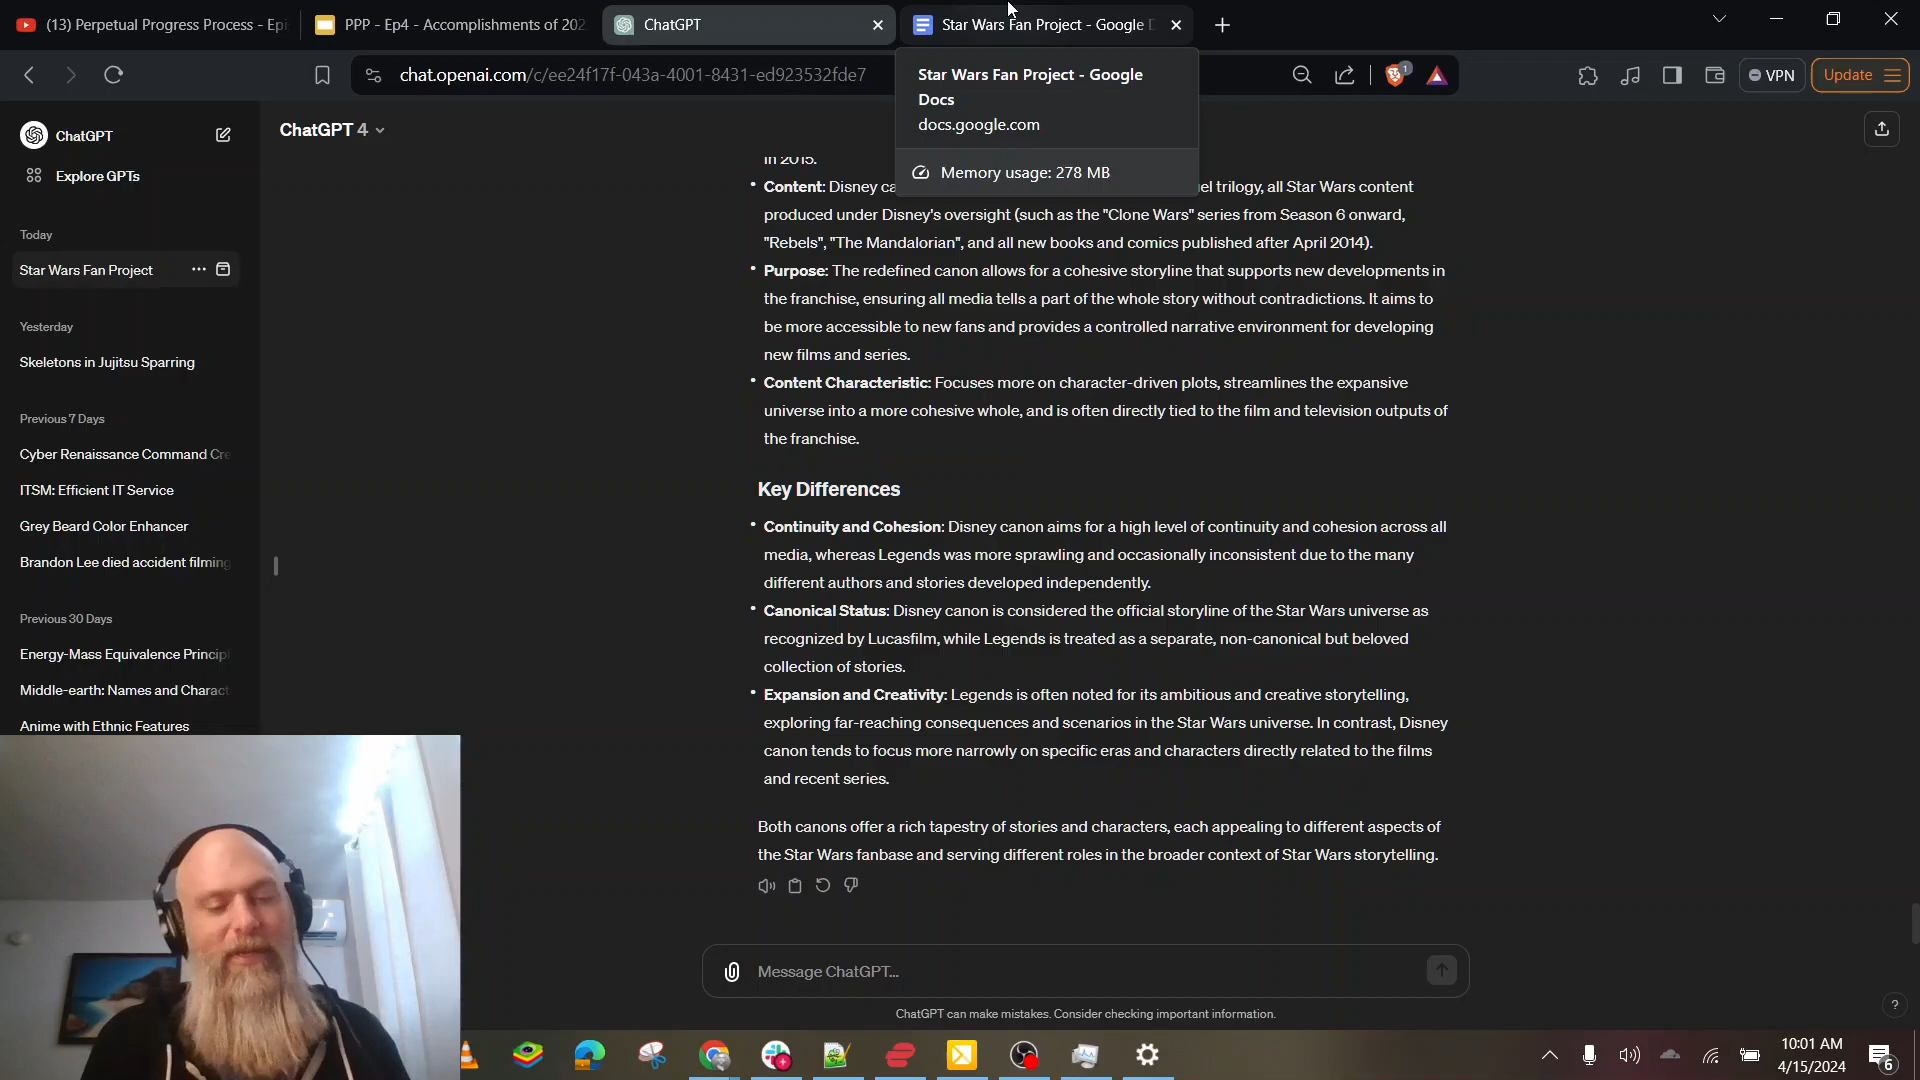 (13) Perpetual Progress Process - Epi
PPP - Ep4 - Accomplishments of 202
ChatGPT
Star Wars Fan Project - Google D
chat.openai.com/c/ee24f17f-043a-4001-8431-ed923532fde7
1
VPN
Update
Star Wars Fan Project - Google
Docs
docs.google.com
Memory usage: 278 MB
ChatGPT
Explore GPTs
Today
Star Wars Fan Project
Yesterday
Skeletons in Jujitsu Sparring
Previous 7 Days
Cyber Renaissance Command Cre
ITSM: Efficient IT Service
Grey Beard Color Enhancer
Brandon Lee died accident filming
Previous 30 Days
Energy-Mass Equivalence Principl
Middle-earth: Names and Charact
Anime with Ethnic Features
ChatGPT 4
in 2015.
Content: Disney ca el trilogy, all Star Wars content
produced under Disney's oversight (such as the "Clone Wars" series from Season 6 onward,
"Rebels", "The Mandalorian", and all new books and comics published after April 2014).
Purpose: The redefined canon allows for a cohesive storyline that supports new developments in
the franchise, ensuring all media tells a part of the whole story without contradictions. It aims to
be more accessible to new fans and provides a controlled narrative environment for developing
new films and series.
Content Characteristic: Focuses more on character-driven plots, streamlines the expansive
universe into a more cohesive whole, and is often directly tied to the film and television outputs of
the franchise.
Key Differences
Continuity and Cohesion: Disney canon aims for a high level of continuity and cohesion across all
media, whereas Legends was more sprawling and occasionally inconsistent due to the many
different authors and stories developed independently.
Canonical Status: Disney canon is considered the official storyline of the Star Wars universe as
recognized by Lucasfilm, while Legends is treated as a separate, non-canonical but beloved
collection of stories.
Expansion and Creativity: Legends is often noted for its ambitious and creative storytelling,
exploring far-reaching consequences and scenarios in the Star Wars universe. In contrast, Disney
canon tends to focus more narrowly on specific eras and characters directly related to the films
and recent series.
Both canons offer a rich tapestry of stories and characters, each appealing to different aspects of
the Star Wars fanbase and serving different roles in the broader context of Star Wars storytelling.
Message ChatGPT...
ChatGPT can make mistakes. Consider checking important information.
?
10:01 AM
4/15/2024
6